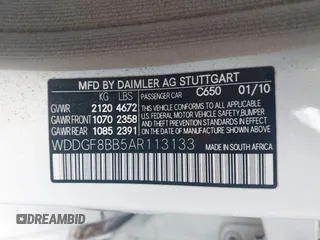 MFD BY DAIMLER AG STUTTGART
KG LBS PASSENGER CAR C650 01/10
GVWR 2120 4672
GAWR FRONT 1070 2358
GAWR REAR 1085 2391
THIS VEHICLE CONFORMS TO ALL APPLICABLE
U.S. FEDERAL MOTOR VEHICLE SAFETY, BUMPER
AND THEFT PREVENTION STANDARDS IN EFFECT
ON THE DATE OF MANUFACTURE SHOWN ABOVE
WDDGF8BB5AR113133
MADE IN SOUTH AFRICA
DREAMBID